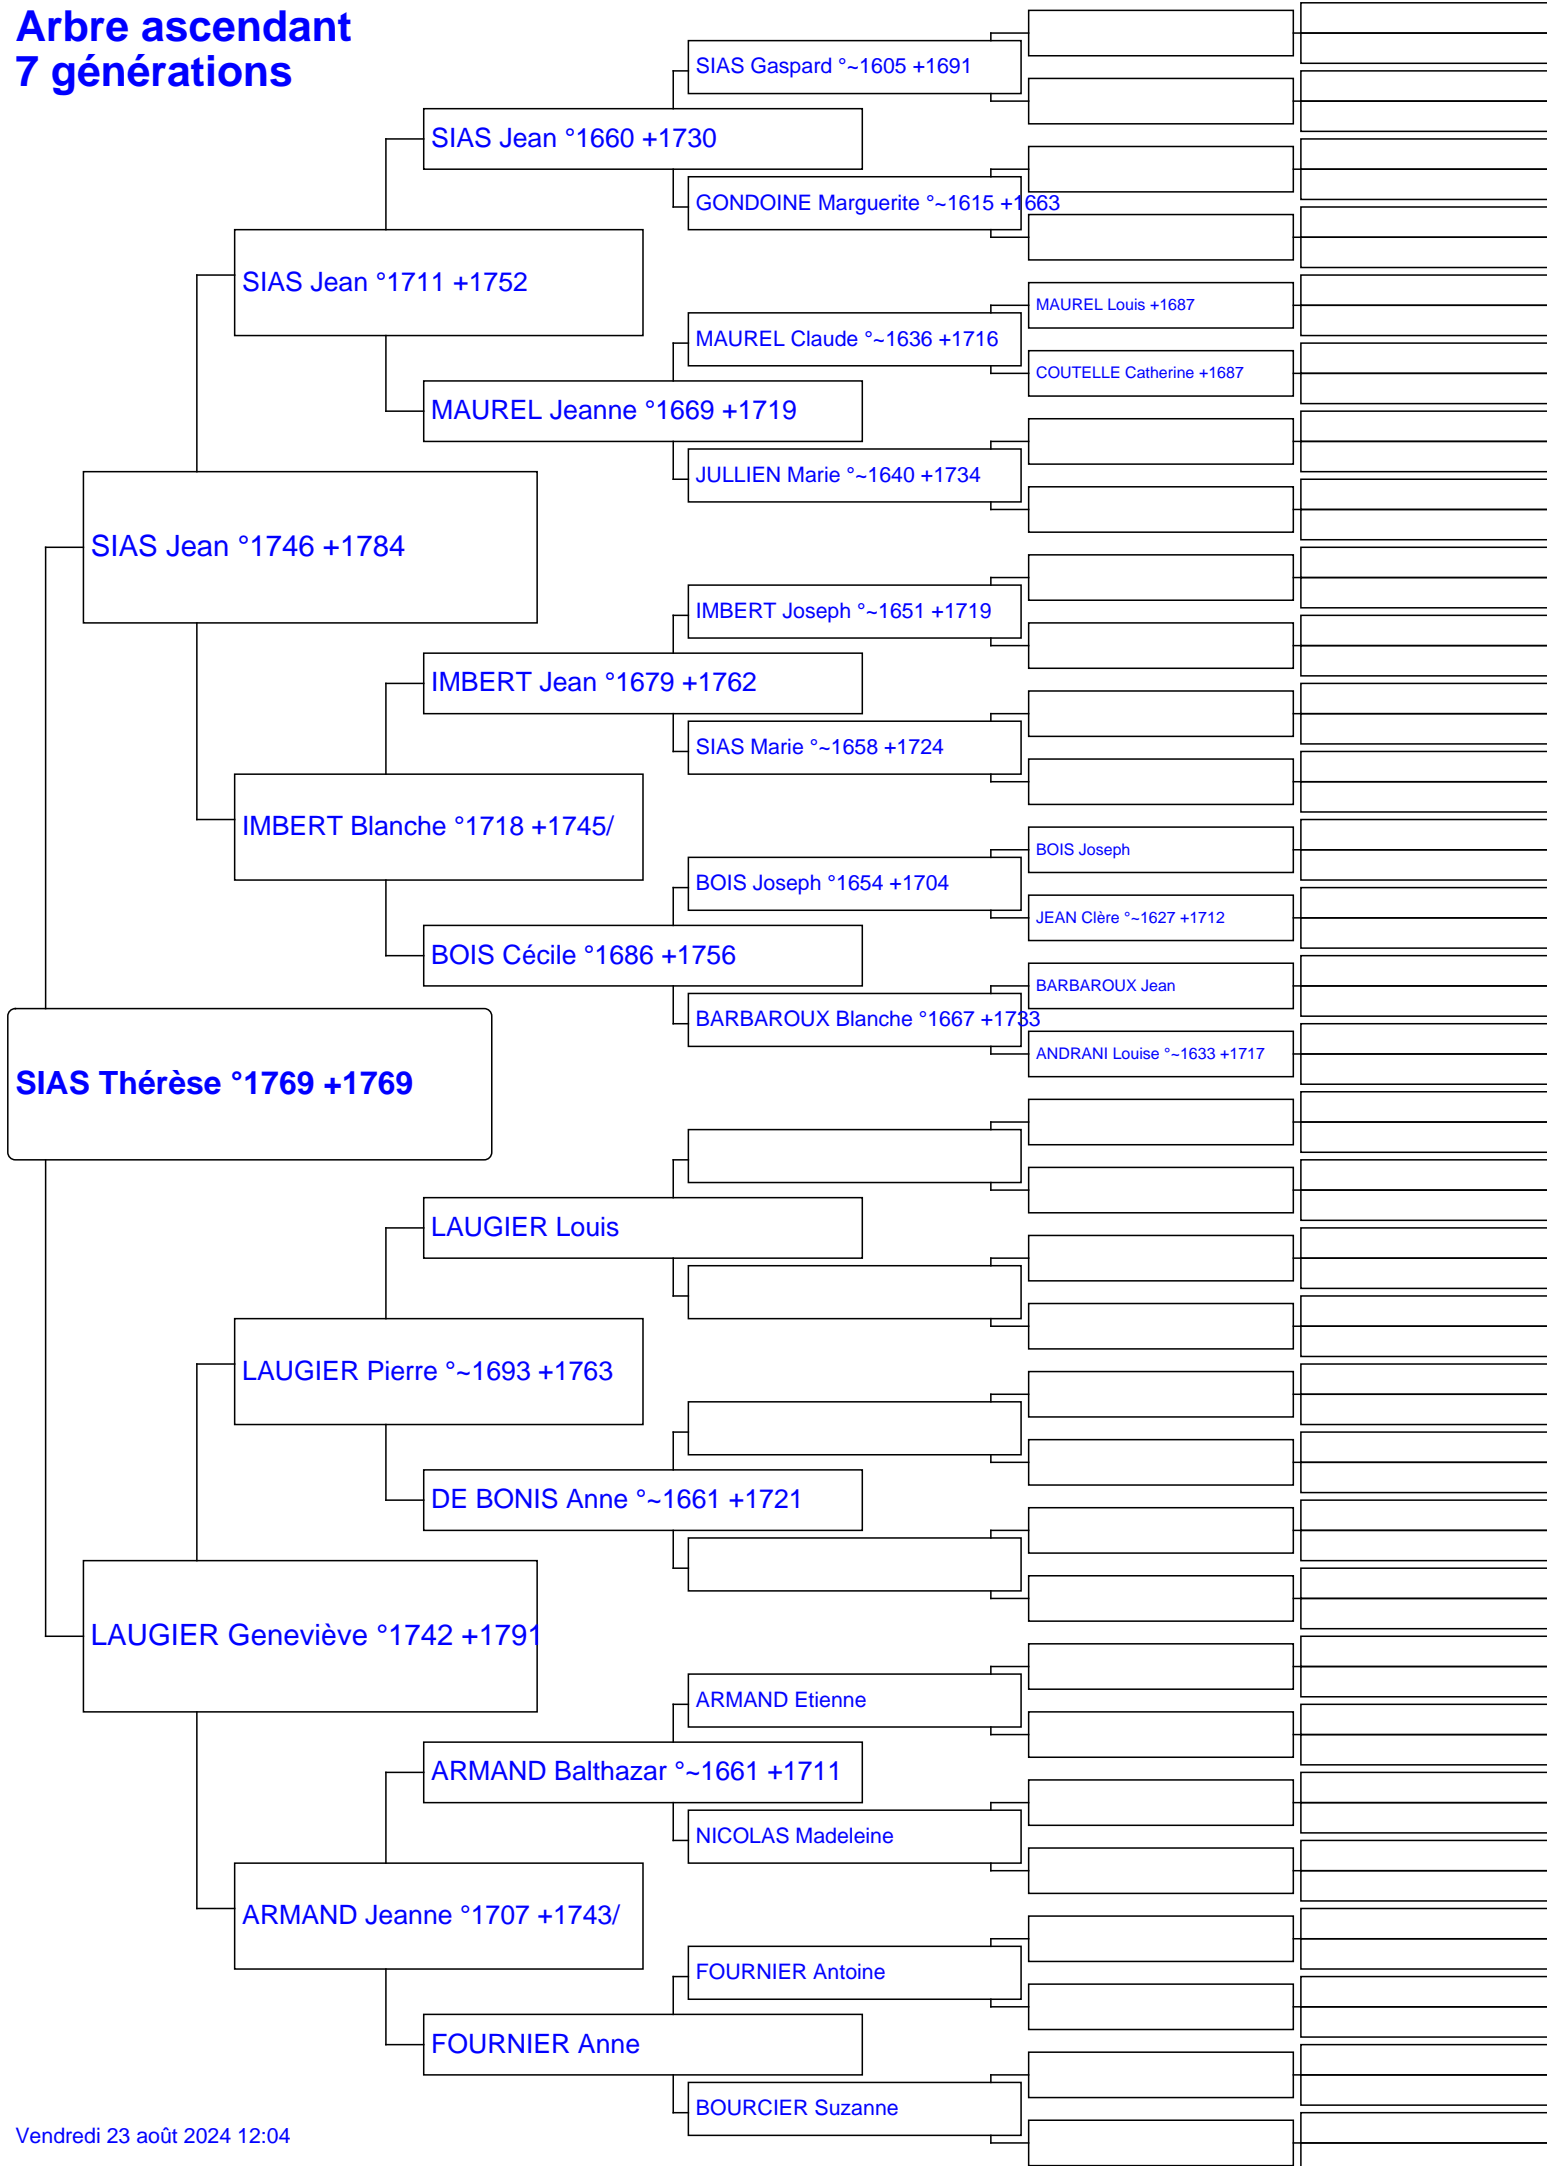 Arbre ascendant
7 générations
SIAS Gaspard °~1605 +1691
SIAS Jean °1660 +1730
GONDOINE Marguerite °~1615 +1663
SIAS Jean °1711 +1752
MAUREL Louis +1687
MAUREL Claude °~1636 +1716
COUTELLE Catherine +1687
MAUREL Jeanne °1669 +1719
JULLIEN Marie °~1640 +1734
SIAS Jean °1746 +1784
IMBERT Joseph °~1651 +1719
IMBERT Jean °1679 +1762
SIAS Marie °~1658 +1724
IMBERT Blanche °1718 +1745/
BOIS Joseph
BOIS Joseph °1654 +1704
JEAN Clère °~1627 +1712
BOIS Cécile °1686 +1756
BARBAROUX Jean
BARBAROUX Blanche °1667 +1733
ANDRANI Louise °~1633 +1717
SIAS Thérèse °1769 +1769
LAUGIER Louis
LAUGIER Pierre °~1693 +1763
DE BONIS Anne °~1661 +1721
LAUGIER Geneviève °1742 +1791
ARMAND Etienne
ARMAND Balthazar °~1661 +1711
NICOLAS Madeleine
ARMAND Jeanne °1707 +1743/
FOURNIER Antoine
FOURNIER Anne
BOURCIER Suzanne
Vendredi 23 août 2024 12:04